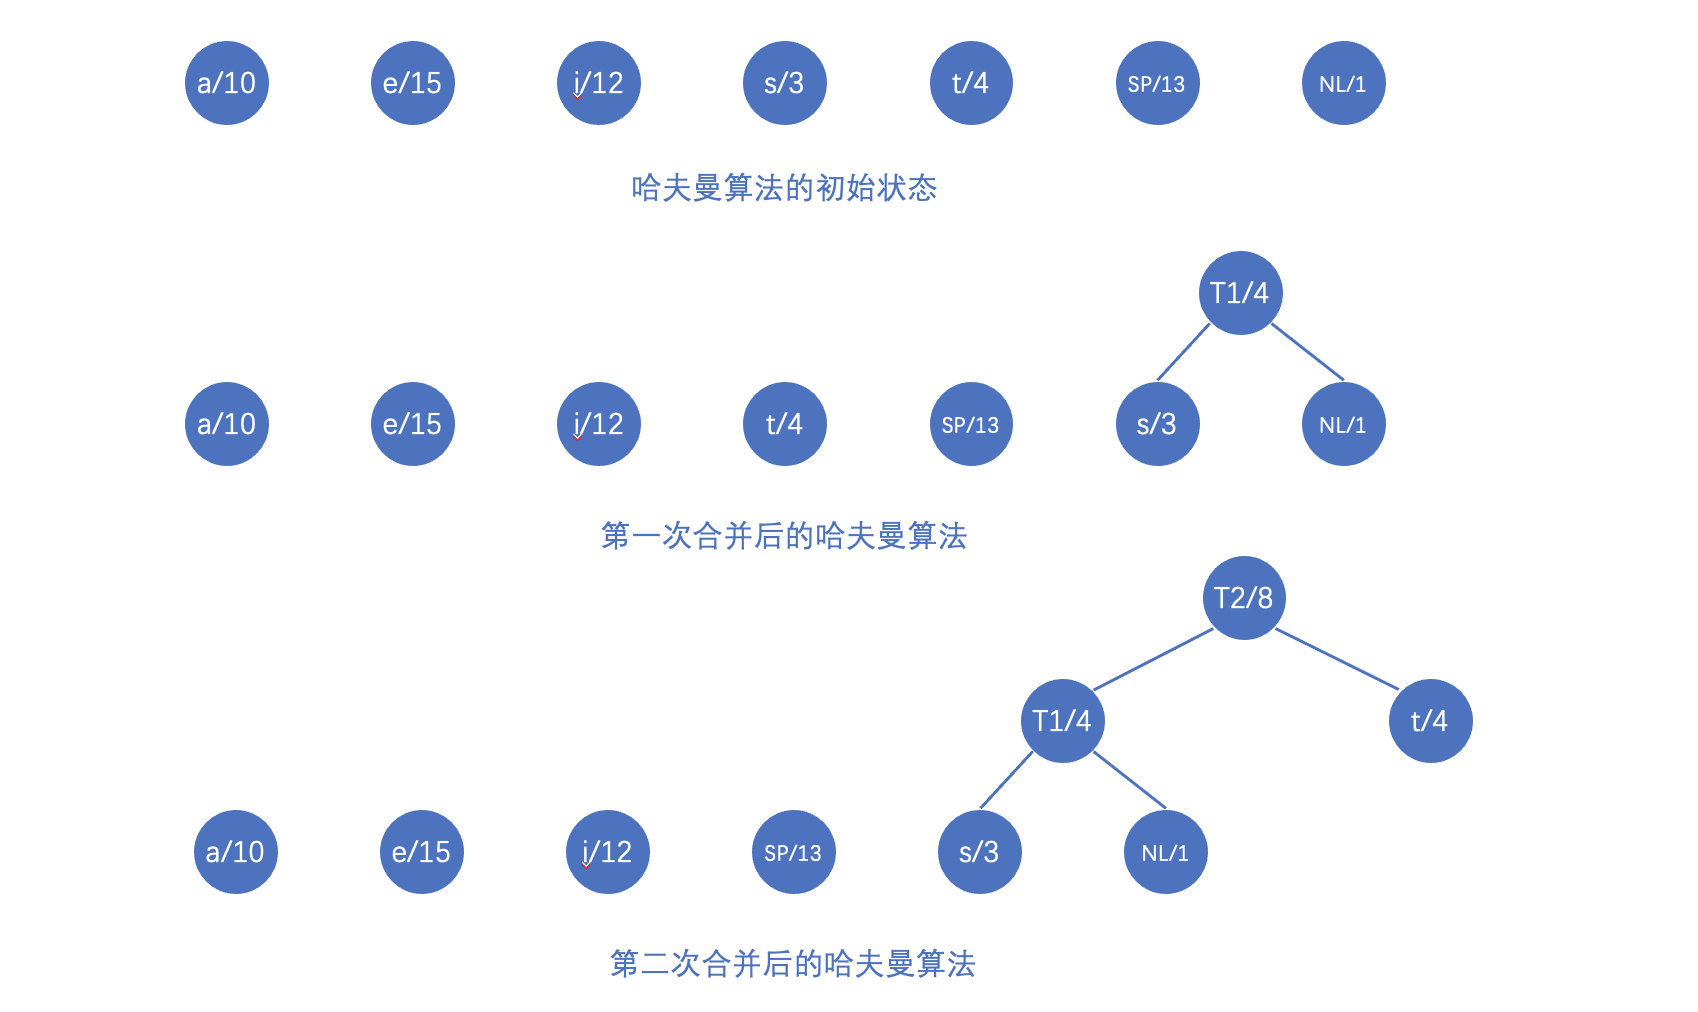 a/10 e/15 i/12 s/3 t/4 SP/13 NL/1
哈夫曼算法的初始状态
T1/4
a/10 e/15 i/12 t/4 SP/13 s/3 NL/1
第一次合并后的哈夫曼算法
T2/8
T1/4 t/4
a/10 e/15 i/12 SP/13 s/3 NL/1
第二次合并后的哈夫曼算法